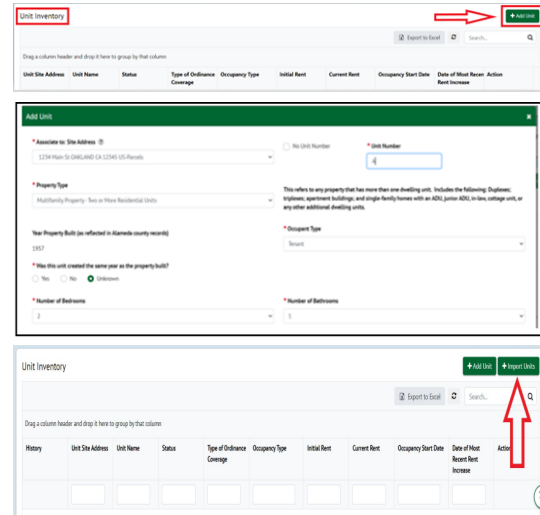 Unit Inventory
+ Add Unit
Export to Excel
Search...
Drag a column header and drop it here to group by that column
Unit Site Address Unit Name Status Type of Ordinance Coverage Occupancy Type Initial Rent Current Rent Occupancy Start Date Date of Most Recen Rent Increase Action
Add Unit
* Associate to: Site Address
No Unit Number
* Unit Number
1234 Main St OAKLAND CA 12345 US-Parcels
A
* Property Type
Multifamily Property - Two or More Residential Units
This refers to any property that has more than one dwelling unit. Includes the following: Duplexes;
triplexes; apartment buildings; and single-family homes with an ADU, junior ADU, in-law, cottage unit, or
any other additional dwelling units.
Year Property Built (as reflected in Alameda county records)
1957
* Occupant Type
Tenant
* Was this unit created the same year as the property built?
Yes No Unknown
* Number of Bedrooms
2
* Number of Bathrooms
1
Unit Inventory
+ Add Unit
+ Import Units
Export to Excel
Search...
Drag a column header and drop it here to group by that column
History Unit Site Address Unit Name Status Type of Ordinance Coverage Occupancy Type Initial Rent Current Rent Occupancy Start Date Date of Most Recent Rent Increase Action